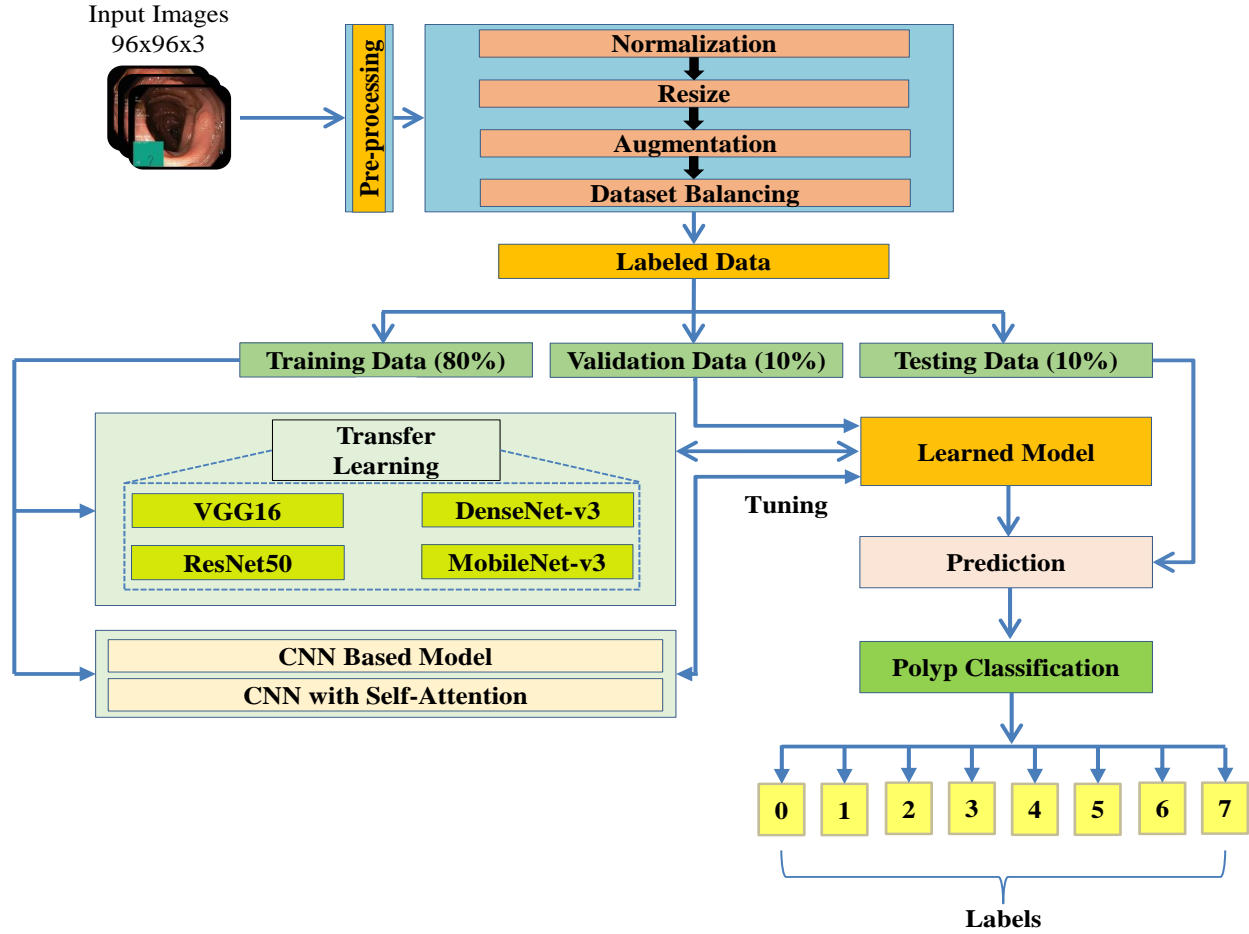 Input Images
96x96x3
Pre-processing
Normalization
Resize
Augmentation
Dataset Balancing
Labeled Data
Training Data (80%)
Validation Data (10%)
Testing Data (10%)
Transfer
Learning
VGG16
DenseNet-v3
ResNet50
MobileNet-v3
Learned Model
Tuning
Prediction
CNN Based Model
CNN with Self-Attention
Polyp Classification
0 1 2 3 4 5 6 7
Labels